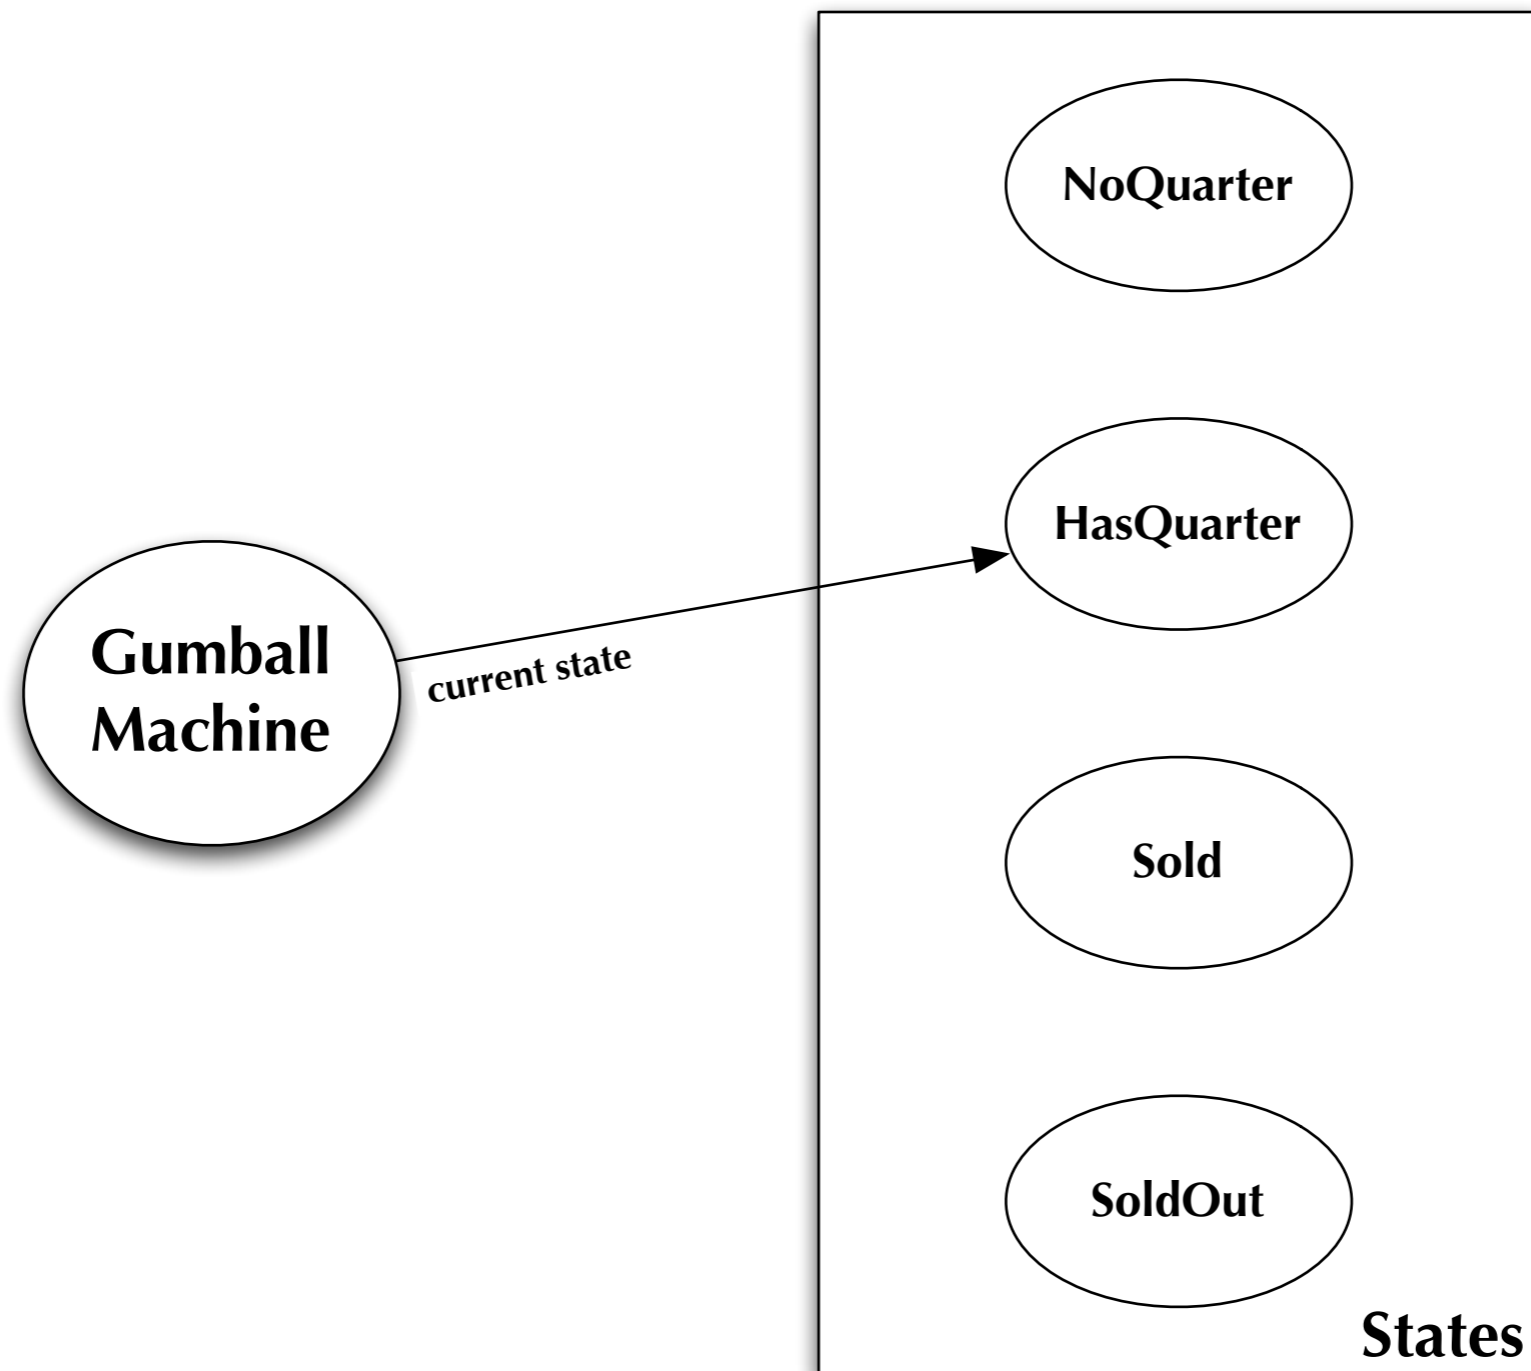 NoQuarter
HasQuarter
Gumball
Machine
current state
Sold
SoldOut
States